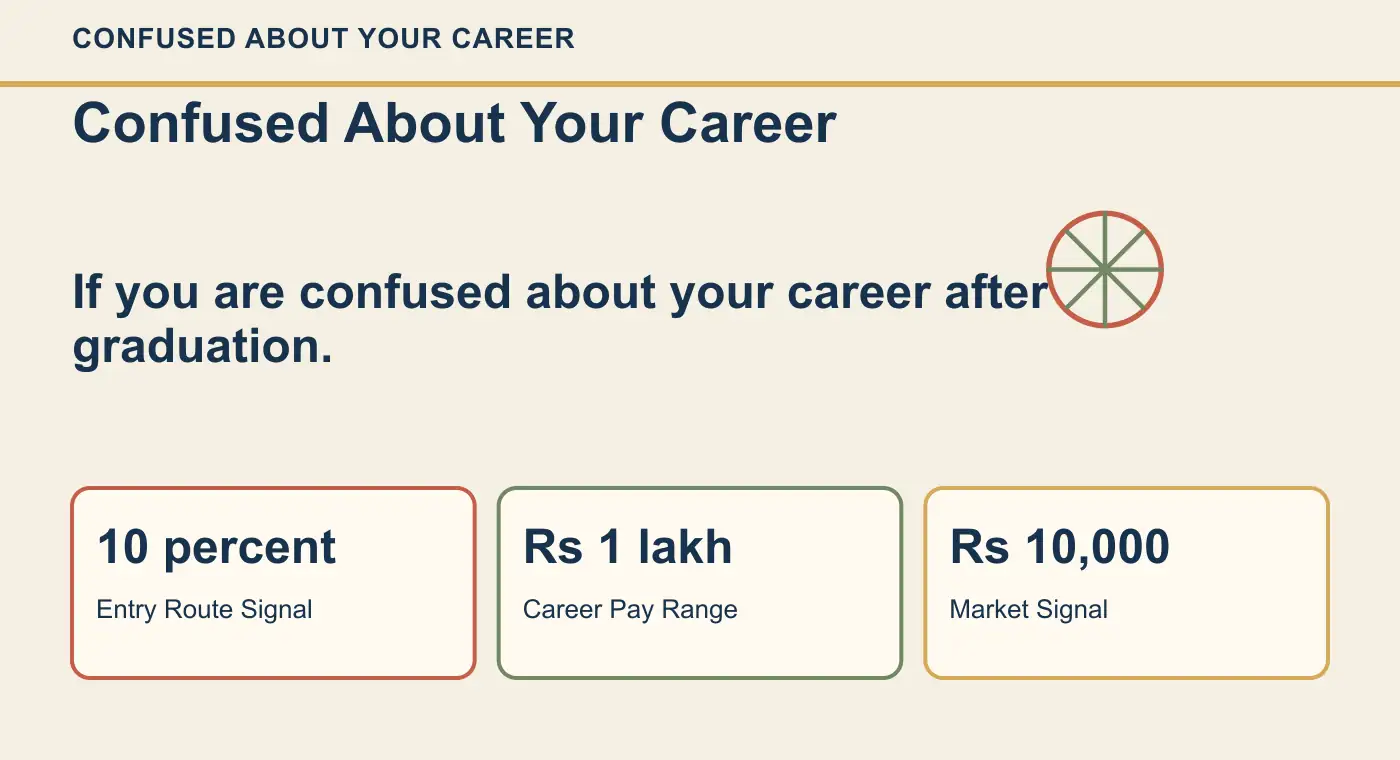 CONFUSED ABOUT YOUR CAREER
Confused About Your Career
If you are confused about your career after
graduation.
10 percent
Entry Route Signal
Rs 1 lakh
Career Pay Range
Rs 10,000
Market Signal